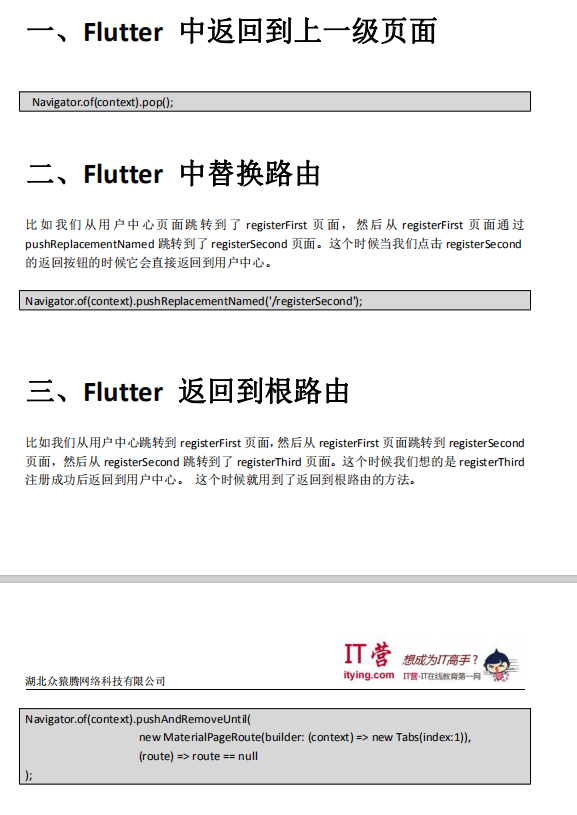 一、Flutter 中返回到上一级页面
Navigator.of(context).pop();
二、Flutter 中替换路由
比如我们从用户中心页面跳转到了 registerFirst 页面，然后从 registerFirst 页面通过
pushReplacementNamed 跳转到了 registerSecond 页面。这个时候当我们点击 registerSecond
的返回按钮的时候它会直接返回到用户中心。
Navigator.of(context).pushReplacementNamed('/registerSecond');
三、Flutter 返回到根路由
比如我们从用户中心跳转到 registerFirst 页面，然后从 registerFirst 页面跳转到 registerSecond
页面，然后从 registerSecond 跳转到了 registerThird 页面。这个时候我们想的是 registerThird
注册成功后返回到用户中心。 这个时候就用到了返回到根路由的方法。
湖北众猿腾网络科技有限公司
IT营
itying.com
想成为IT高手？
IT营-IT在线教育第一网
Navigator.of(context).pushAndRemoveUntil(
new MaterialPageRoute(builder: (context) => new Tabs(index:1)),
(route) => route == null
);